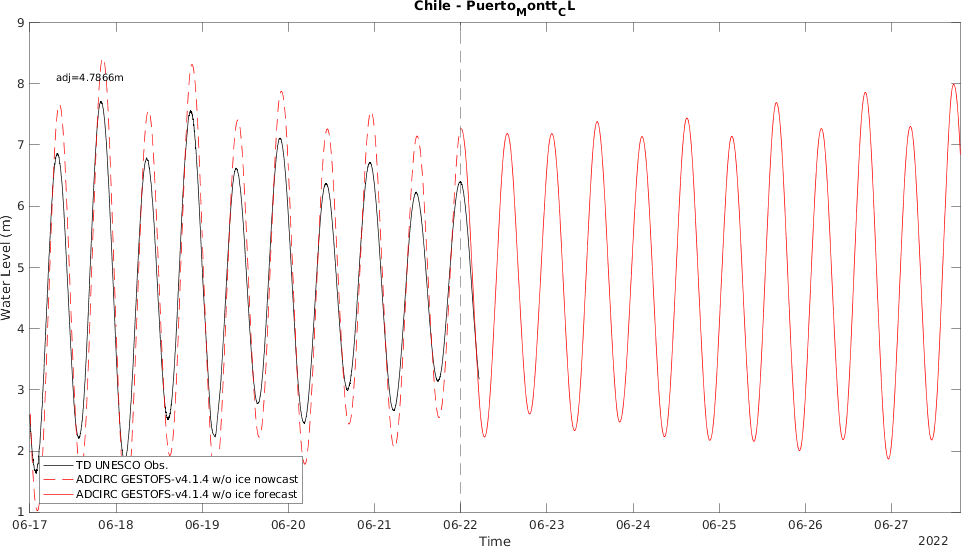 Chile - PuertoMonttCL
9
8
7
6
5
4
3
2
1
Water Level (m)
adj=4.7866m
TD UNESCO Obs.
ADCIRC GESTOFS-v4.1.4 w/o ice nowcast
ADCIRC GESTOFS-v4.1.4 w/o ice forecast
06-17 06-18 06-19 06-20 06-21 06-22 06-23 06-24 06-25 06-26 06-27
Time
2022